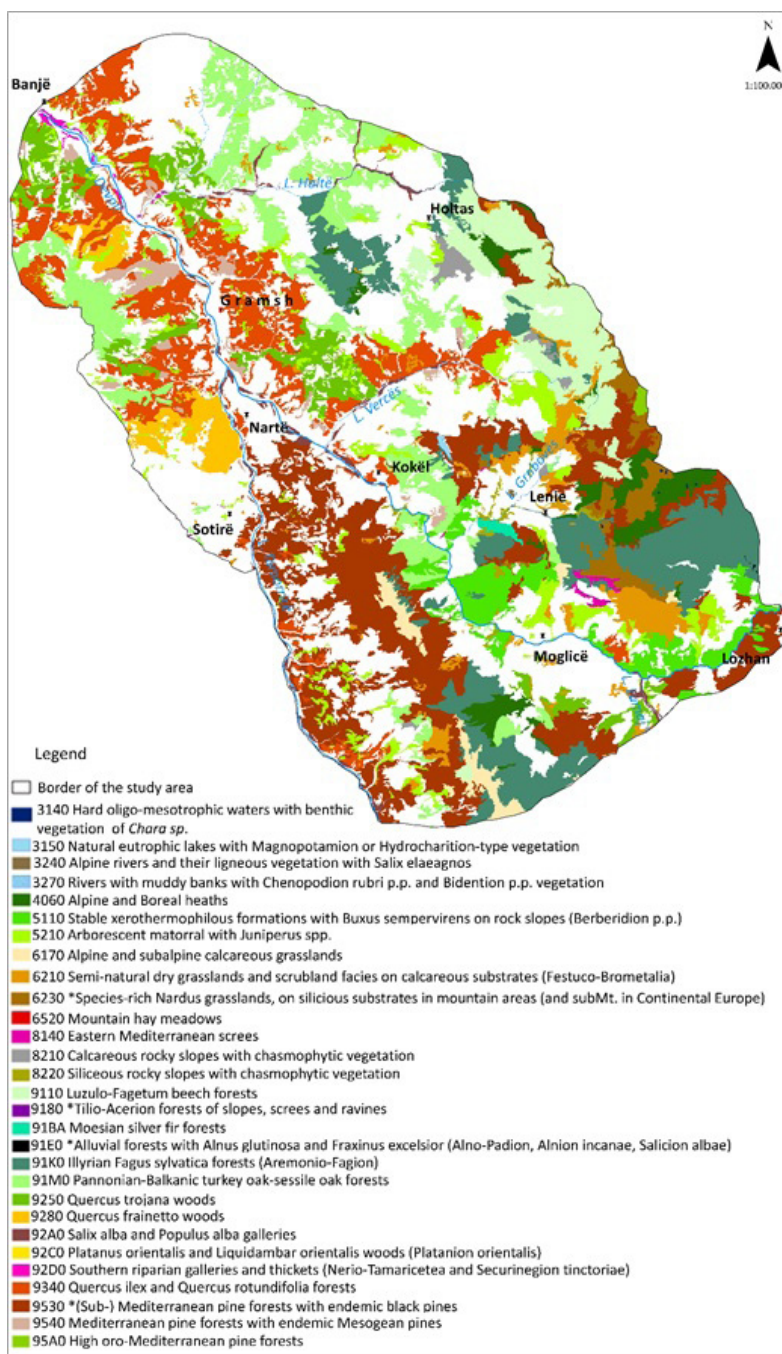 N
1:100.00
Banjë
L. Holtë
Holtas
Gramsh
L. Verçes
Nartë
Kokël
L. Grabovës
Lenië
Sotirë
Moglicë
Lozhan
Legend
Border of the study area
3140 Hard oligo-mesotrophic waters with benthic
vegetation of Chara sp.
3150 Natural eutrophic lakes with Magnopotamion or Hydrocharition-type vegetation
3240 Alpine rivers and their ligneous vegetation with Salix elaeagnos
3270 Rivers with muddy banks with Chenopodion rubri p.p. and Bidention p.p. vegetation
4060 Alpine and Boreal heaths
5110 Stable xerothermophilous formations with Buxus sempervirens on rock slopes (Berberidion p.p.)
5210 Arborescent matorral with Juniperus spp.
6170 Alpine and subalpine calcareous grasslands
6210 Semi-natural dry grasslands and scrubland facies on calcareous substrates (Festuco-Brometalia)
6230 *Species-rich Nardus grasslands, on silicious substrates in mountain areas (and subMt. in Continental Europe)
6520 Mountain hay meadows
8140 Eastern Mediterranean screes
8210 Calcareous rocky slopes with chasmophytic vegetation
8220 Siliceous rocky slopes with chasmophytic vegetation
9110 Luzulo-Fagetum beech forests
9180 *Tilio-Acerion forests of slopes, screes and ravines
91BA Moesian silver fir forests
91E0 *Alluvial forests with Alnus glutinosa and Fraxinus excelsior (Alno-Padion, Alnion incanae, Salicion albae)
91K0 Illyrian Fagus sylvatica forests (Aremonio-Fagion)
91M0 Pannonian-Balkanic turkey oak-sessile oak forests
9250 Quercus trojana woods
9280 Quercus frainetto woods
92A0 Salix alba and Populus alba galleries
92C0 Platanus orientalis and Liquidambar orientalis woods (Platanion orientalis)
92D0 Southern riparian galleries and thickets (Nerio-Tamaricetea and Securinegion tinctoriae)
9340 Quercus ilex and Quercus rotundifolia forests
9530 *(Sub-) Mediterranean pine forests with endemic black pines
9540 Mediterranean pine forests with endemic Mesogean pines
95A0 High oro-Mediterranean pine forests